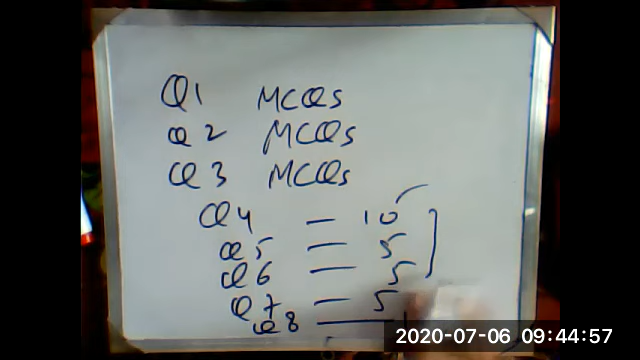 Q1 MCQs
Q2 MCQs
Q3 MCQs
Q4 — 10
Q5 — 5
Q6 — 5
Q7 — 5
Q8 —
2020-07-06 09:44:57